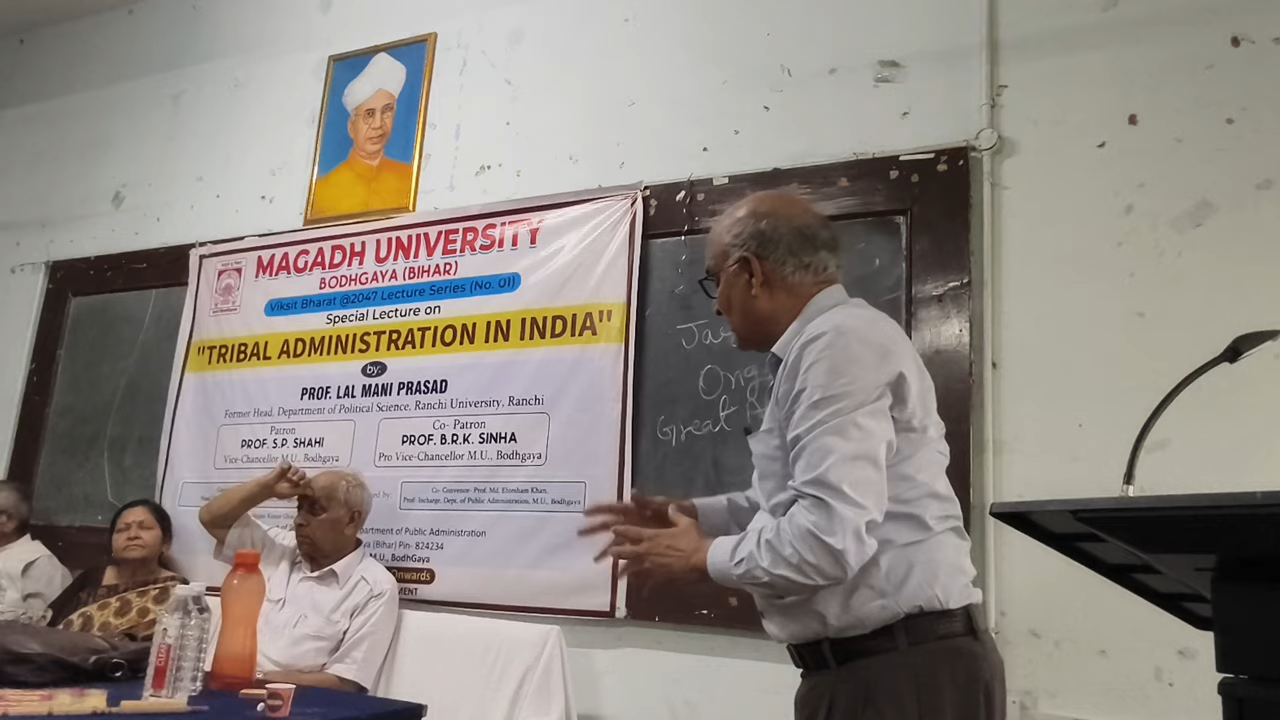 MAGADH UNIVERSITY
BODHGAYA (BIHAR)
Viksit Bharat @2047 Lecture Series (No. 01)
Special Lecture on
"TRIBAL ADMINISTRATION IN INDIA"
by:
PROF. LAL MANI PRASAD
Former Head, Department of Political Science, Ranchi University, Ranchi
Patron
PROF. S.P. SHAHI
Vice-Chancellor M.U., Bodhgaya
Co- Patron
PROF. B.R.K. SINHA
Pro Vice-Chancellor M.U., Bodhgaya
Co- Convenor- Prof. Md. Ehtesham Khan,
Prof- Incharge, Dept. of Public Administration, M.U., Bodhgaya
Department of Public Administration
(Bihar) Pin- 824234
M.U., BodhGaya
Onwards
Ong
Great
CLEAR